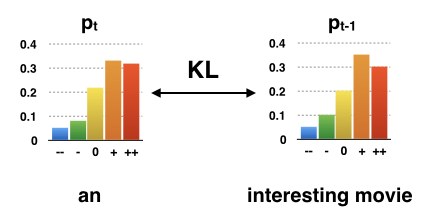 pt
0.4
0.3
0.2
0.1
0
-- - 0 + ++
an
KL
pt-1
0.4
0.3
0.2
0.1
0
-- - 0 + ++
interesting movie